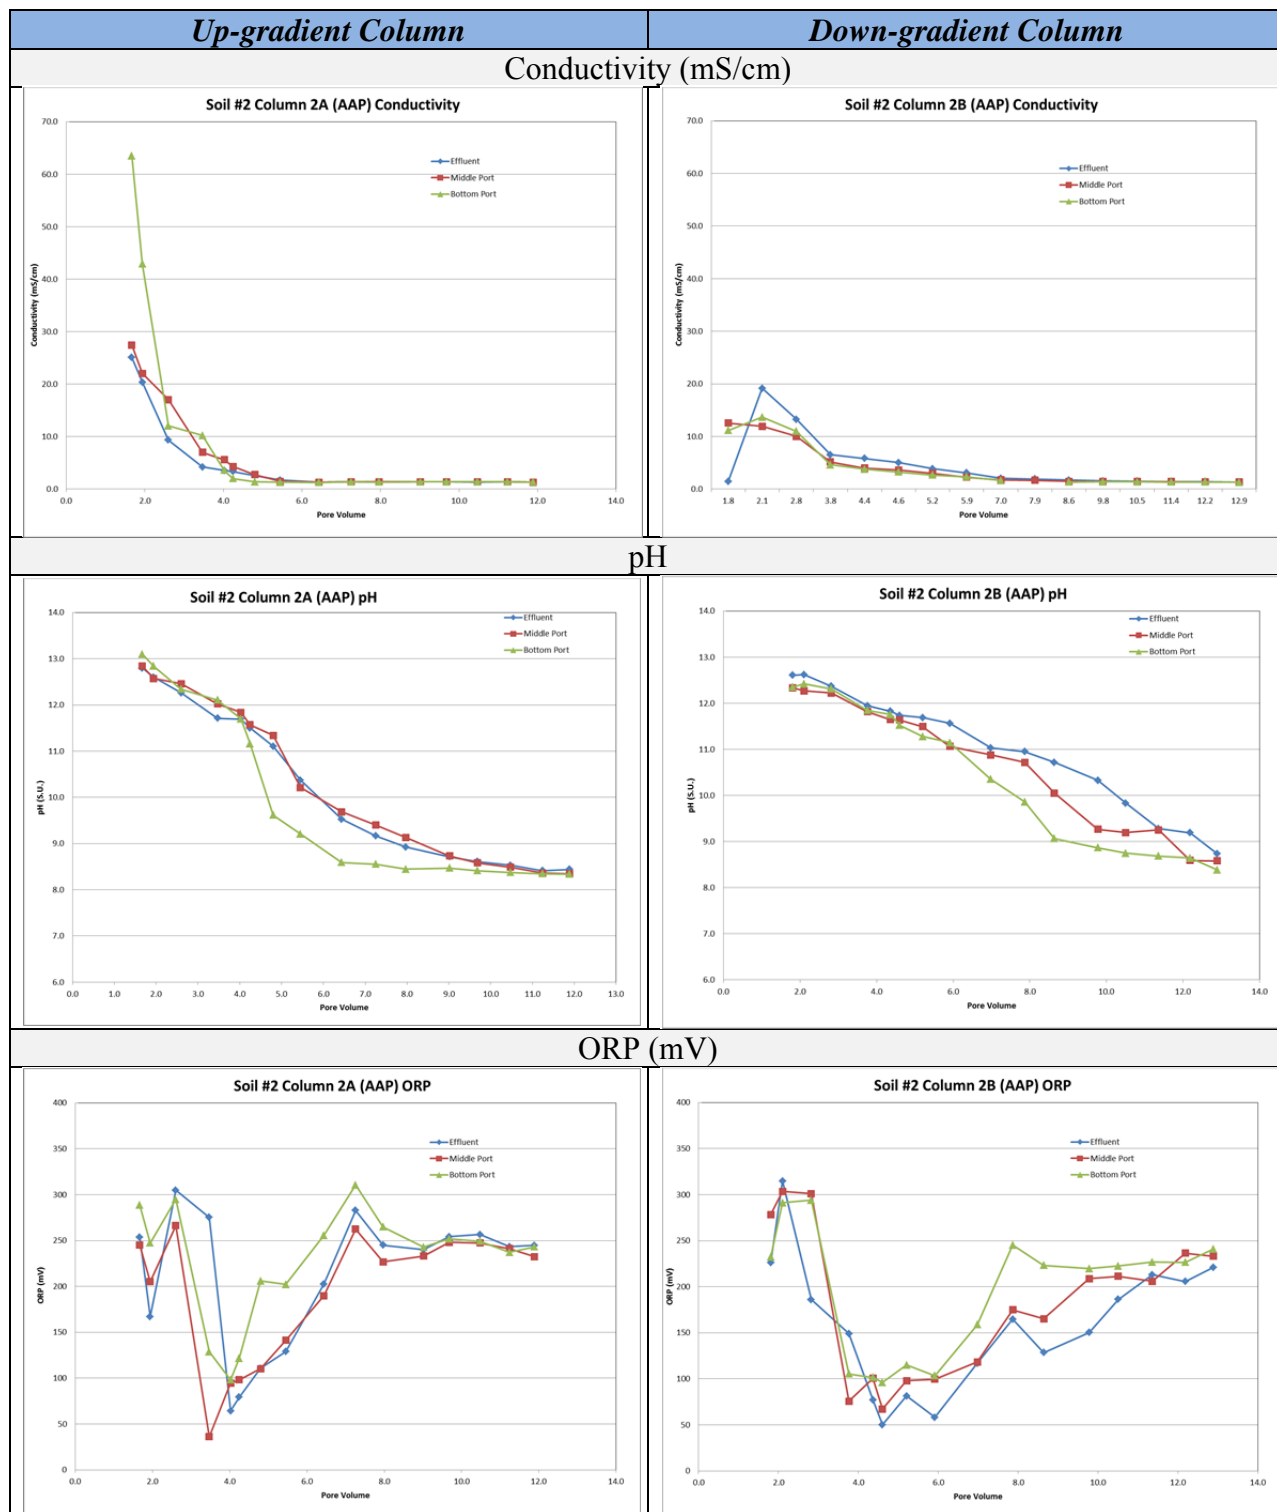 Up-gradient Column Down-gradient Column
Conductivity (mS/cm)
Soil #2 Column 2A (AAP) Conductivity
70.0
60.0
50.0
40.0
30.0
20.0
10.0
0.0
Conductivity (mS/cm)
Effluent
Middle Port
Bottom Port
0.0 2.0 4.0 6.0 8.0 10.0 12.0 14.0
Pore Volume
Soil #2 Column 2B (AAP) Conductivity
70.0
60.0
50.0
40.0
30.0
20.0
10.0
0.0
Conductivity (mS/cm)
Effluent
Middle Port
Bottom Port
1.8 2.1 2.8 3.8 4.4 4.6 5.2 5.9 7.0 7.9 8.6 9.8 10.5 11.4 12.2 12.9
Pore Volume
pH
Soil #2 Column 2A (AAP) pH
14.0
13.0
12.0
11.0
10.0
9.0
8.0
7.0
6.0
pH (S.U.)
Effluent
Middle Port
Bottom Port
0.0 1.0 2.0 3.0 4.0 5.0 6.0 7.0 8.0 9.0 10.0 11.0 12.0 13.0
Pore Volume
Soil #2 Column 2B (AAP) pH
14.0
13.0
12.0
11.0
10.0
9.0
8.0
7.0
6.0
pH (S.U.)
Effluent
Middle Port
Bottom Port
0.0 2.0 4.0 6.0 8.0 10.0 12.0 14.0
Pore Volume
ORP (mV)
Soil #2 Column 2A (AAP) ORP
400
350
300
250
200
150
100
50
0
ORP (mV)
Effluent
Middle Port
Bottom Port
0.0 2.0 4.0 6.0 8.0 10.0 12.0 14.0
Pore Volume
Soil #2 Column 2B (AAP) ORP
400
350
300
250
200
150
100
50
0
ORP (mV)
Effluent
Middle Port
Bottom Port
0.0 2.0 4.0 6.0 8.0 10.0 12.0 14.0
Pore Volume